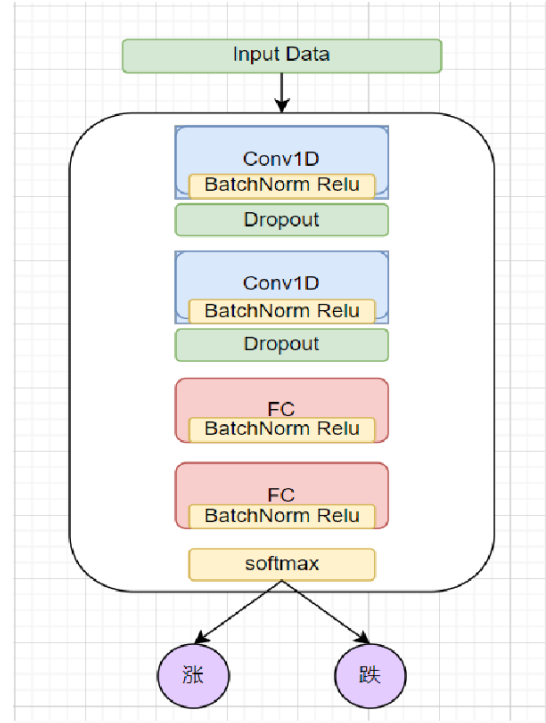 Input Data
Conv1D
BatchNorm Relu
Dropout
Conv1D
BatchNorm Relu
Dropout
FC
BatchNorm Relu
FC
BatchNorm Relu
softmax
涨
跌